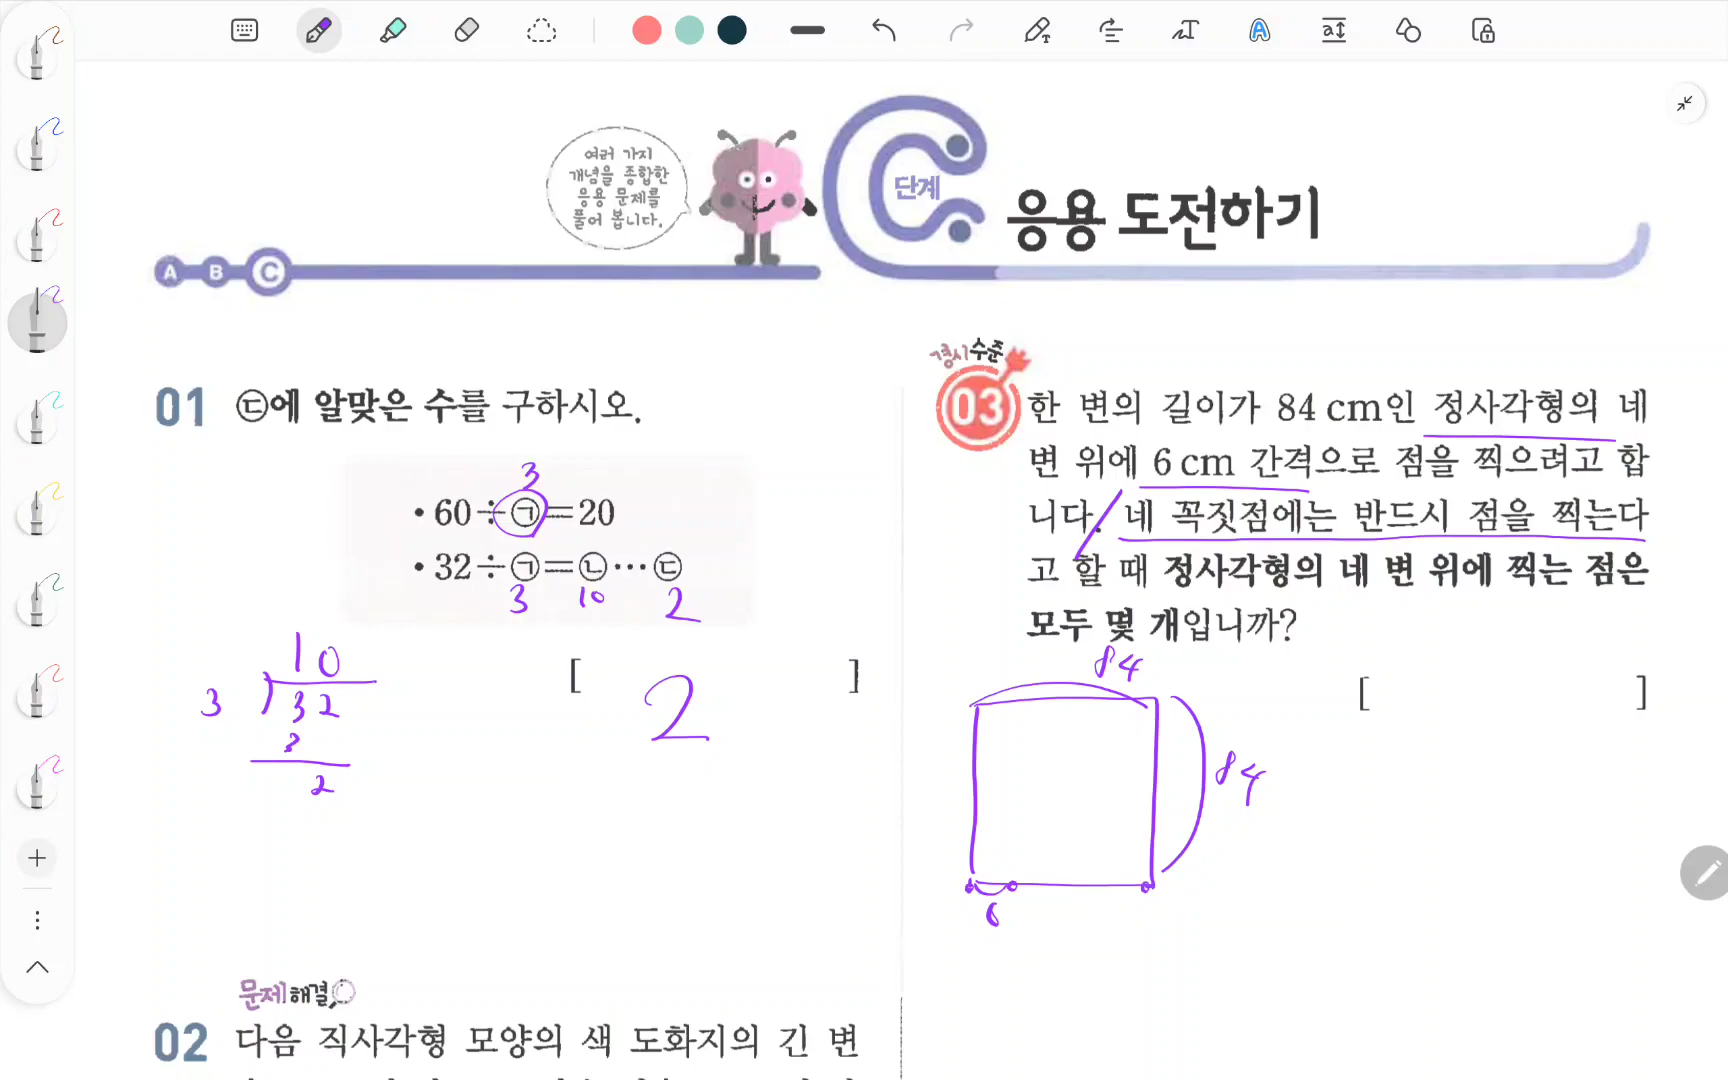 여러 가지
개념을 종합한
응용 문제를
풀어 봅니다.
C
단계
응용 도전하기
A B C
01 ㉢에 알맞은 수를 구하시오.
3
• 60÷㉠=20
• 32÷㉠=㉡…㉢
3 10 2
10
3 ) 32
3
2
[ 2 ]
문제 해결
02 다음 직사각형 모양의 색 도화지의 긴 변
경시 수준
03 한 변의 길이가 84 cm인 정사각형의 네
변 위에 6 cm 간격으로 점을 찍으려고 합
니다. 네 꼭짓점에는 반드시 점을 찍는다
고 할 때 정사각형의 네 변 위에 찍는 점은
모두 몇 개입니까?
84
[ ]
84
6